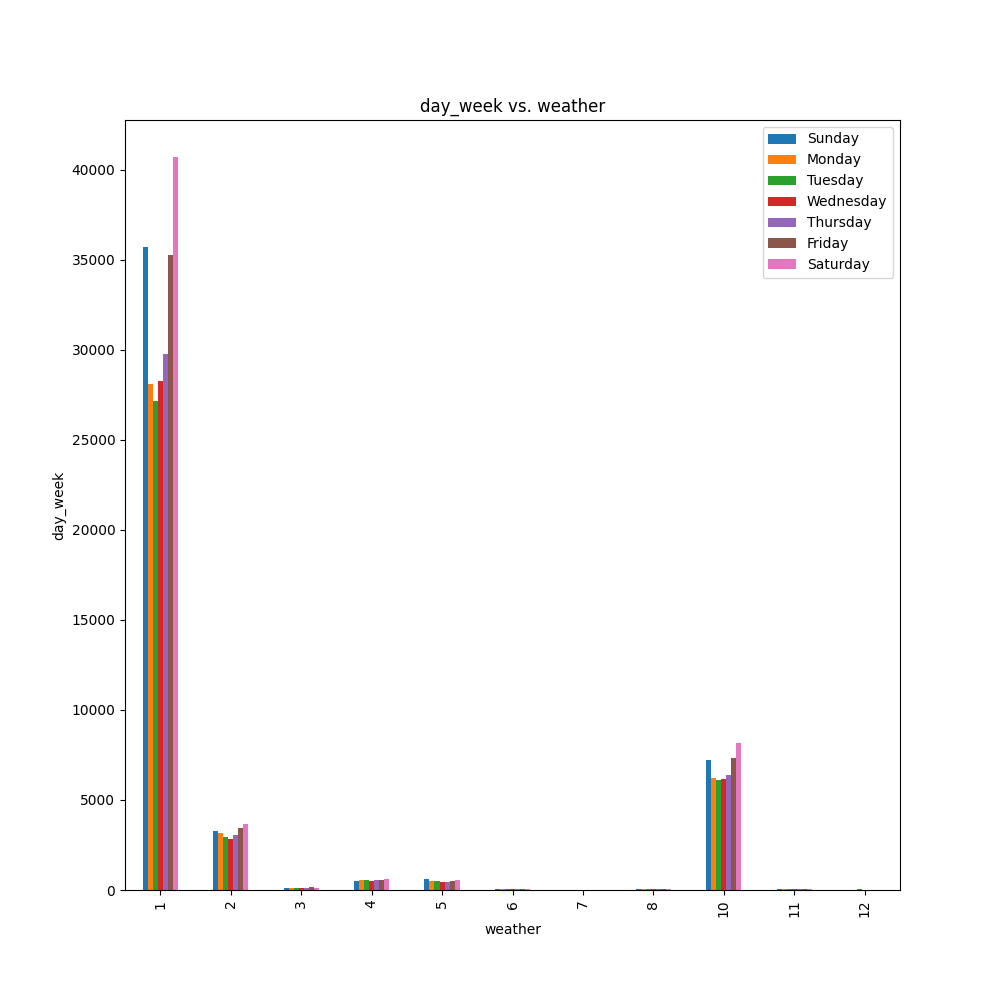 day_week vs. weather
Sunday
Monday
Tuesday
Wednesday
Thursday
Friday
Saturday
40000
35000
30000
25000
20000
15000
10000
5000
0
day_week
1 2 3 4 5 6 7 8 10 11 12
weather